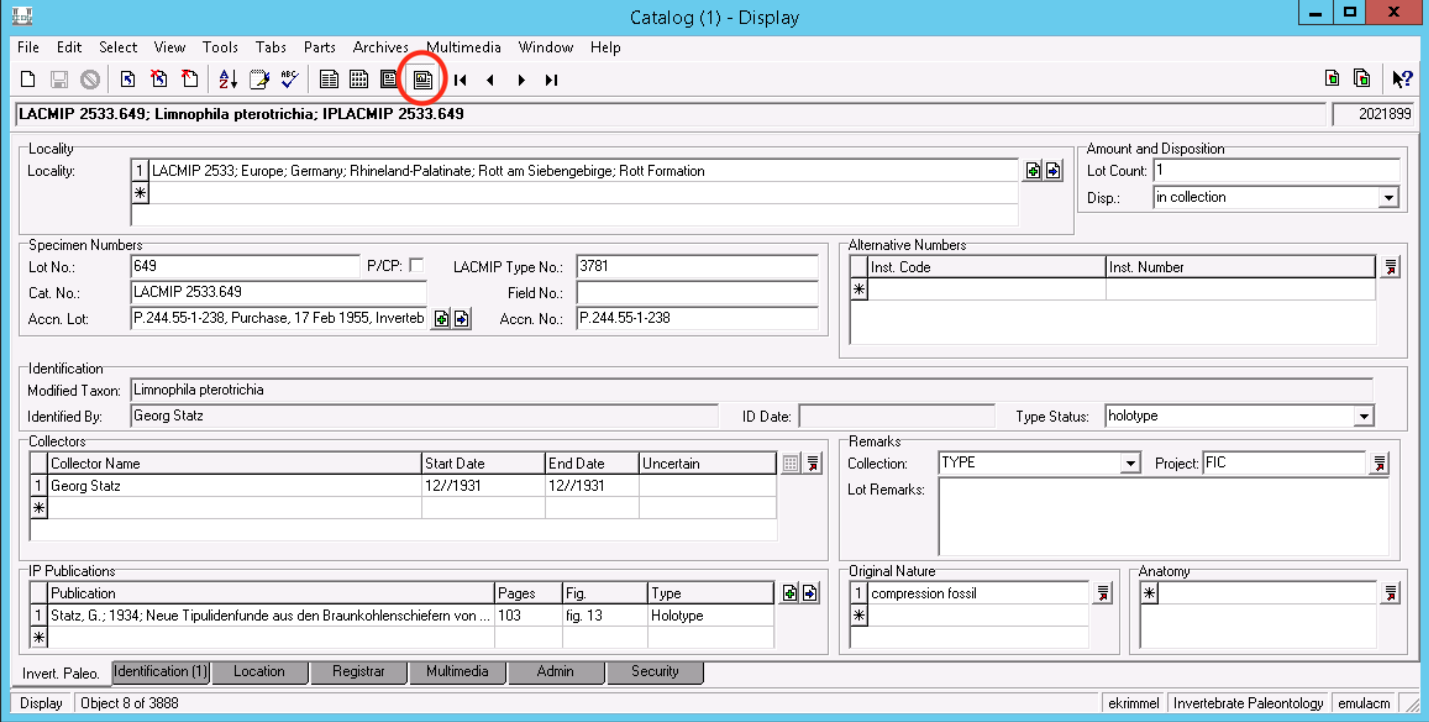 Catalog (1) - Display
File Edit Select View Tools Tabs Parts Archives Multimedia Window Help
LACMIP 2533.649; Limnophila pterotrichia; IPLACMIP 2533.649 2021899
Locality
Locality: 1 LACMIP 2533; Europe; Germany; Rhineland-Palatinate; Rott am Siebengebirge; Rott Formation
Amount and Disposition
Lot Count: 1
Disp.: in collection
Specimen Numbers
Lot No.: 649 P/CP: LACMIP Type No.: 3781
Cat. No.: LACMIP 2533.649 Field No.:
Accn. Lot: P.244.55-1-238, Purchase, 17 Feb 1955, Inverteb Accn. No.: P.244.55-1-238
Alternative Numbers
Inst. Code Inst. Number
Identification
Modified Taxon: Limnophila pterotrichia
Identified By: Georg Statz ID Date: Type Status: holotype
Collectors
Collector Name Start Date End Date Uncertain
1 Georg Statz 12//1931 12//1931
Remarks
Collection: TYPE Project: FIC
Lot Remarks:
IP Publications
Publication Pages Fig. Type
1 Statz, G.; 1934; Neue Tipulidenfunde aus den Braunkohlenschiefern von ... 103 fig. 13 Holotype
Original Nature
1 compression fossil
Anatomy
Invert. Paleo. Identification (1) Location Registrar Multimedia Admin Security
Display Object 8 of 3888 ekrimmel Invertebrate Paleontology emulacm